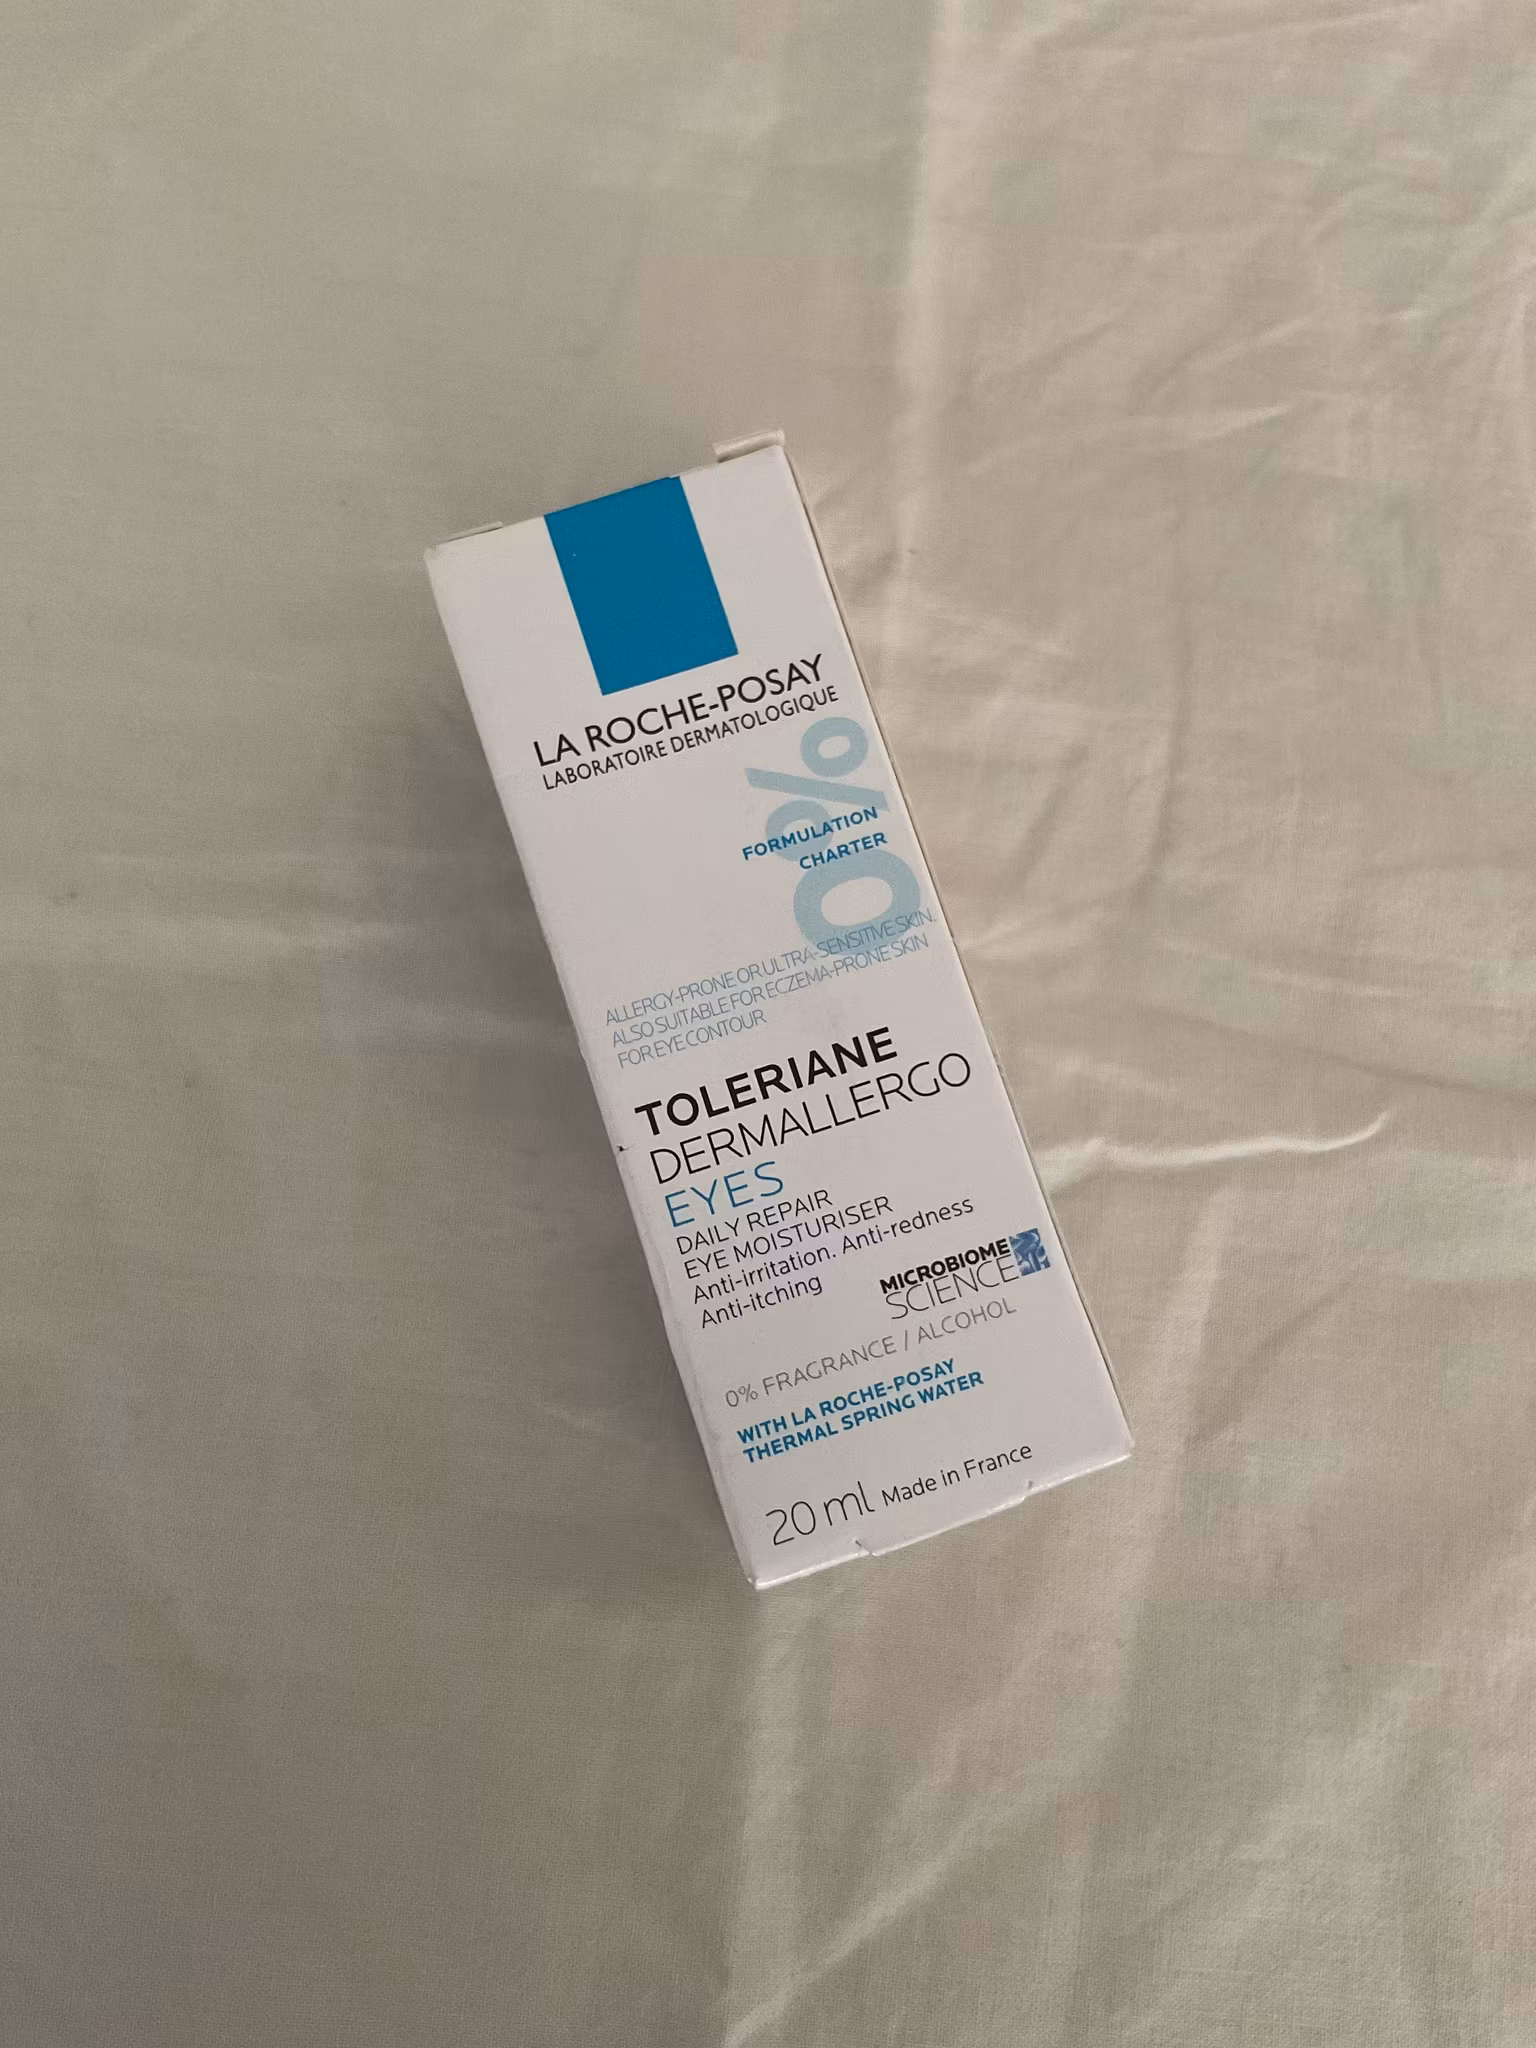 LA ROCHE-POSAY
LABORATOIRE DERMATOLOGIQUE
0%
FORMULATION
CHARTER
ALLERGY-PRONE OR ULTRA-SENSITIVE SKIN.
ALSO SUITABLE FOR ECZEMA-PRONE SKIN
FOR EYE CONTOUR
TOLERIANE
DERMALLERGO
EYES
DAILY REPAIR
EYE MOISTURISER
Anti-irritation. Anti-redness
Anti-itching
MICROBIOME
SCIENCE
0% FRAGRANCE / ALCOHOL
WITH LA ROCHE-POSAY
THERMAL SPRING WATER
20 ml Made in France